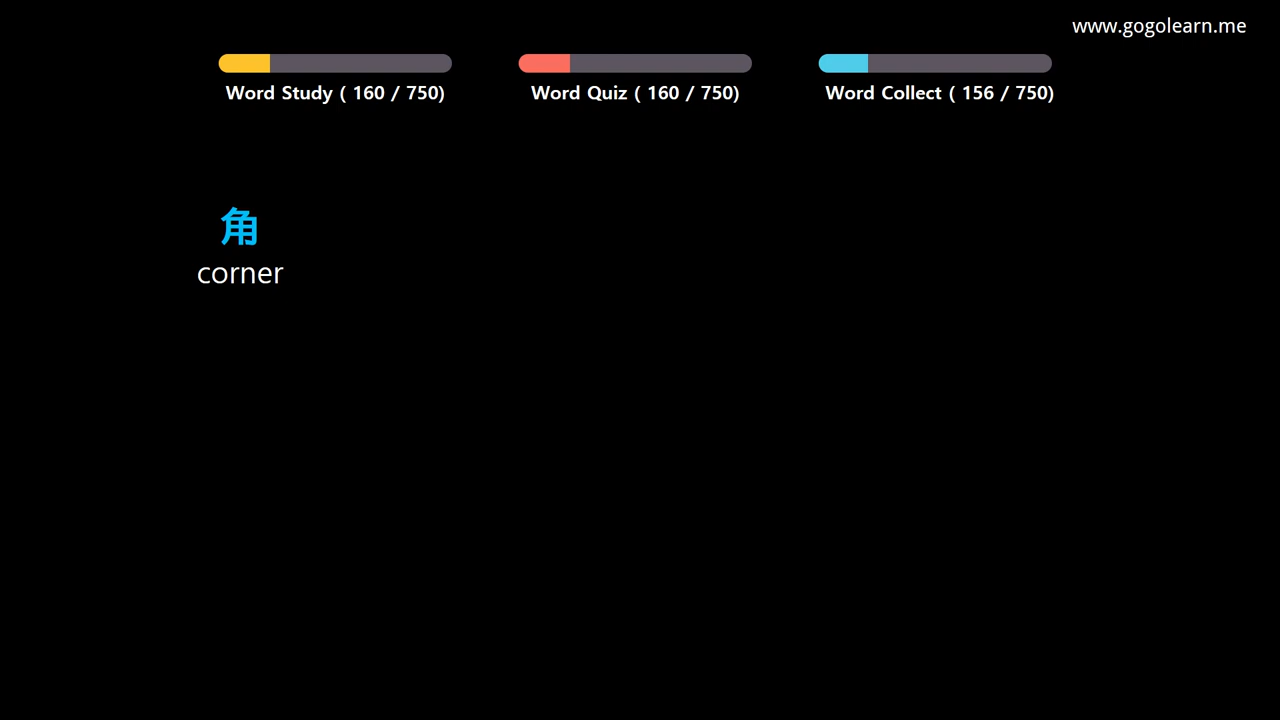 www.gogolearn.me
Word Study ( 160 / 750)
Word Quiz ( 160 / 750)
Word Collect ( 156 / 750)
角
corner